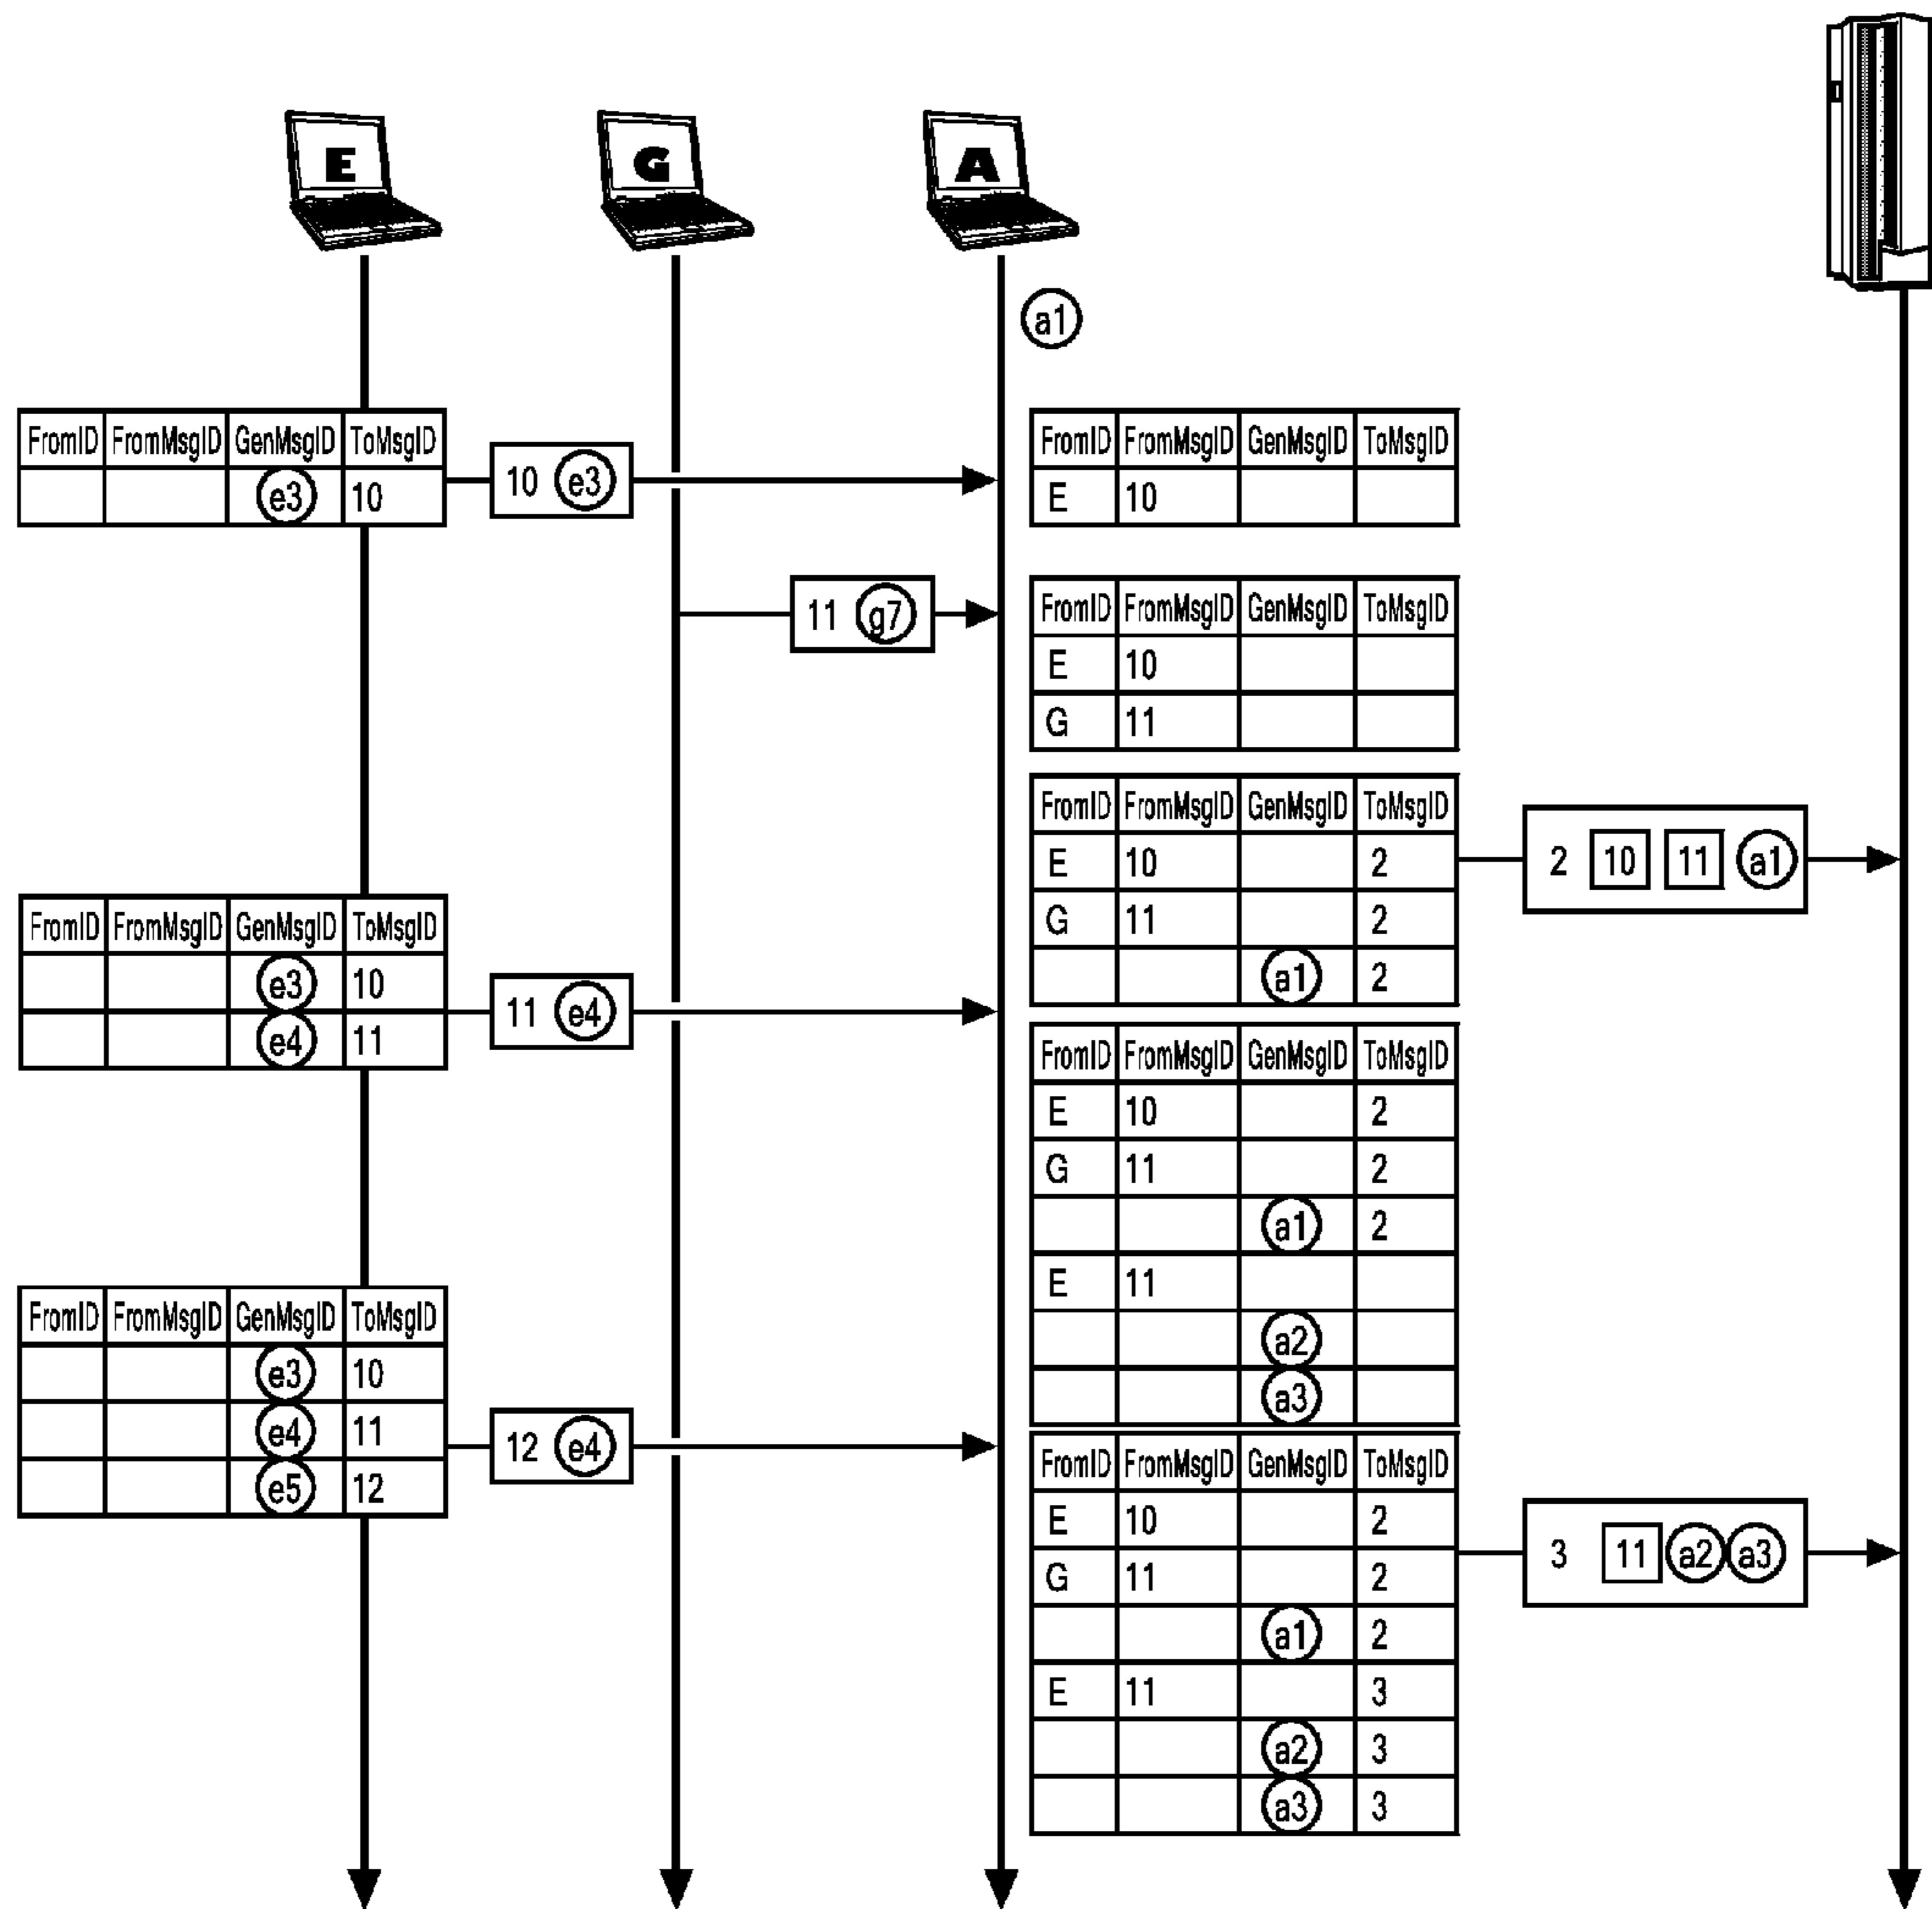 E
G
A
a1
FromID FromMsgID GenMsgID ToMsgID
e3 10
10 e3
FromID FromMsgID GenMsgID ToMsgID
E 10
11 g7
FromID FromMsgID GenMsgID ToMsgID
E 10
G 11
FromID FromMsgID GenMsgID ToMsgID
E 10 2
G 11 2
a1 2
2 10 11 a1
FromID FromMsgID GenMsgID ToMsgID
e3 10
e4 11
11 e4
FromID FromMsgID GenMsgID ToMsgID
E 10 2
G 11 2
a1 2
E 11
a2
a3
FromID FromMsgID GenMsgID ToMsgID
e3 10
e4 11
e5 12
12 e4
FromID FromMsgID GenMsgID ToMsgID
E 10 2
G 11 2
a1 2
E 11 3
a2 3
a3 3
3 11 a2 a3